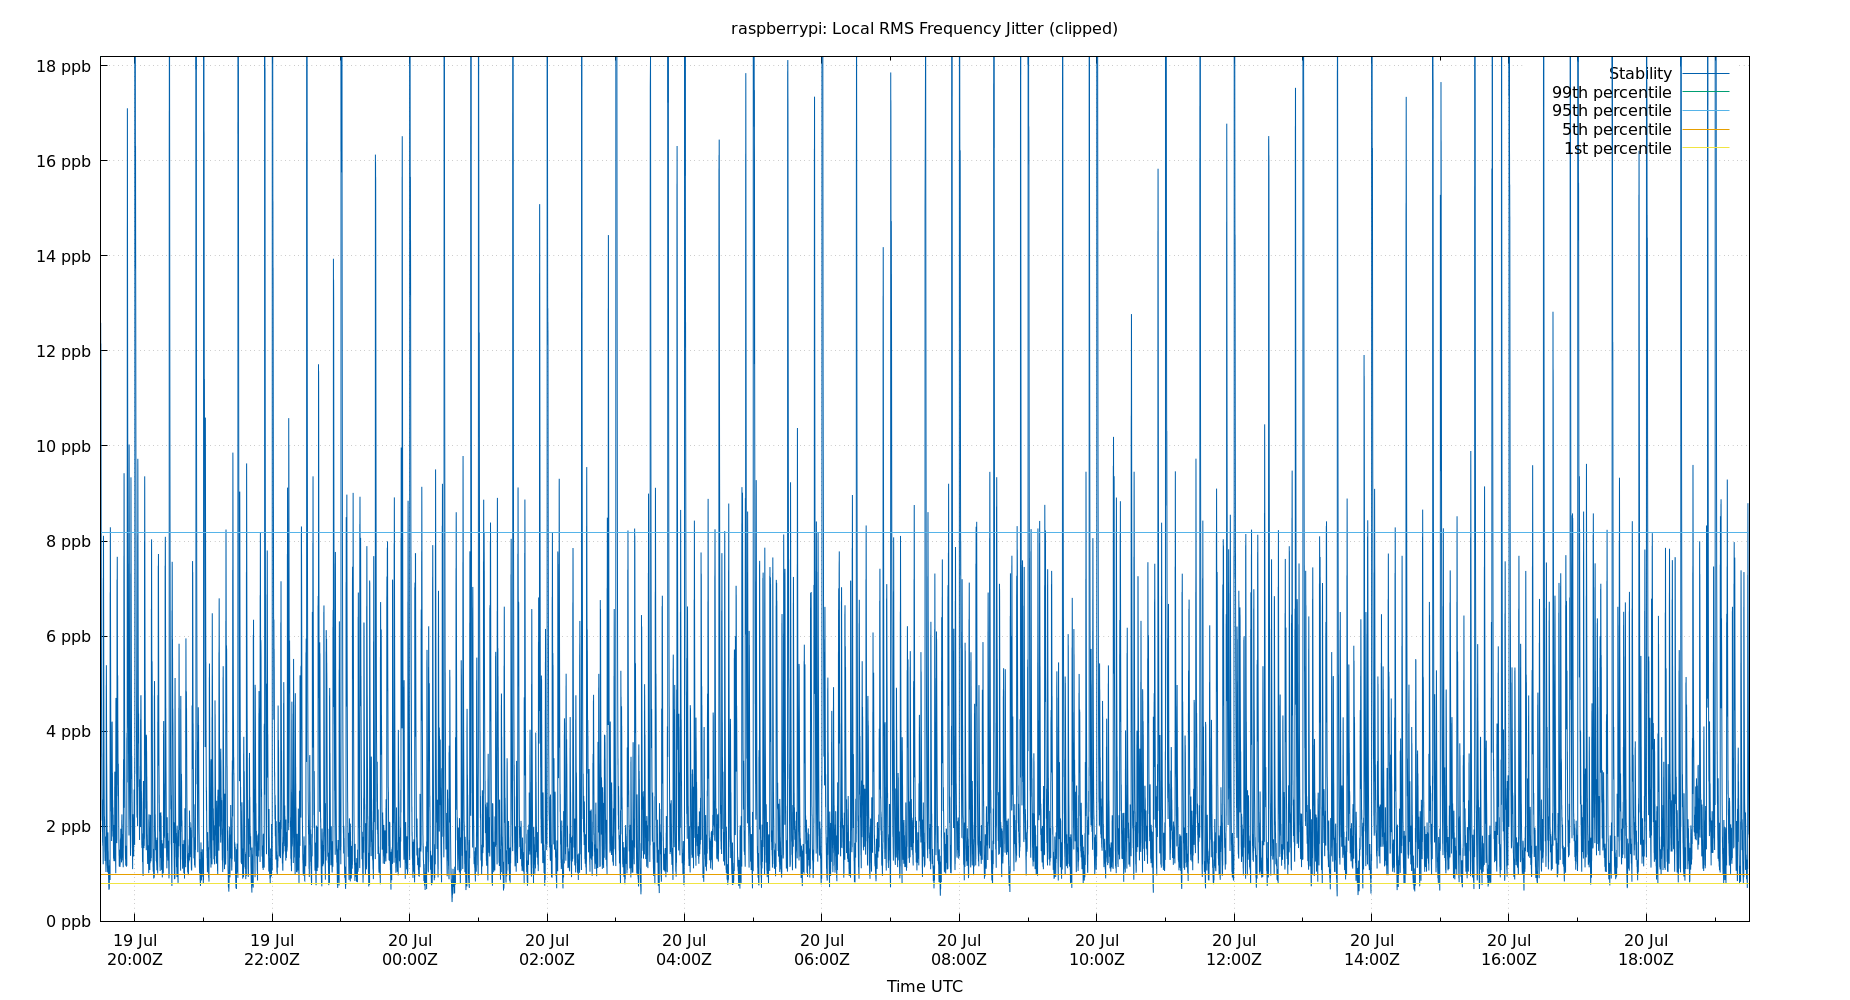 raspberrypi: Local RMS Frequency Jitter (clipped)
18 ppb
16 ppb
14 ppb
12 ppb
10 ppb
8 ppb
6 ppb
4 ppb
2 ppb
0 ppb
Stability
99th percentile
95th percentile
5th percentile
1st percentile
19 Jul 19 Jul 20 Jul 20 Jul 20 Jul 20 Jul 20 Jul 20 Jul 20 Jul 20 Jul 20 Jul 20 Jul
20:00Z 22:00Z 00:00Z 02:00Z 04:00Z 06:00Z 08:00Z 10:00Z 12:00Z 14:00Z 16:00Z 18:00Z
Time UTC